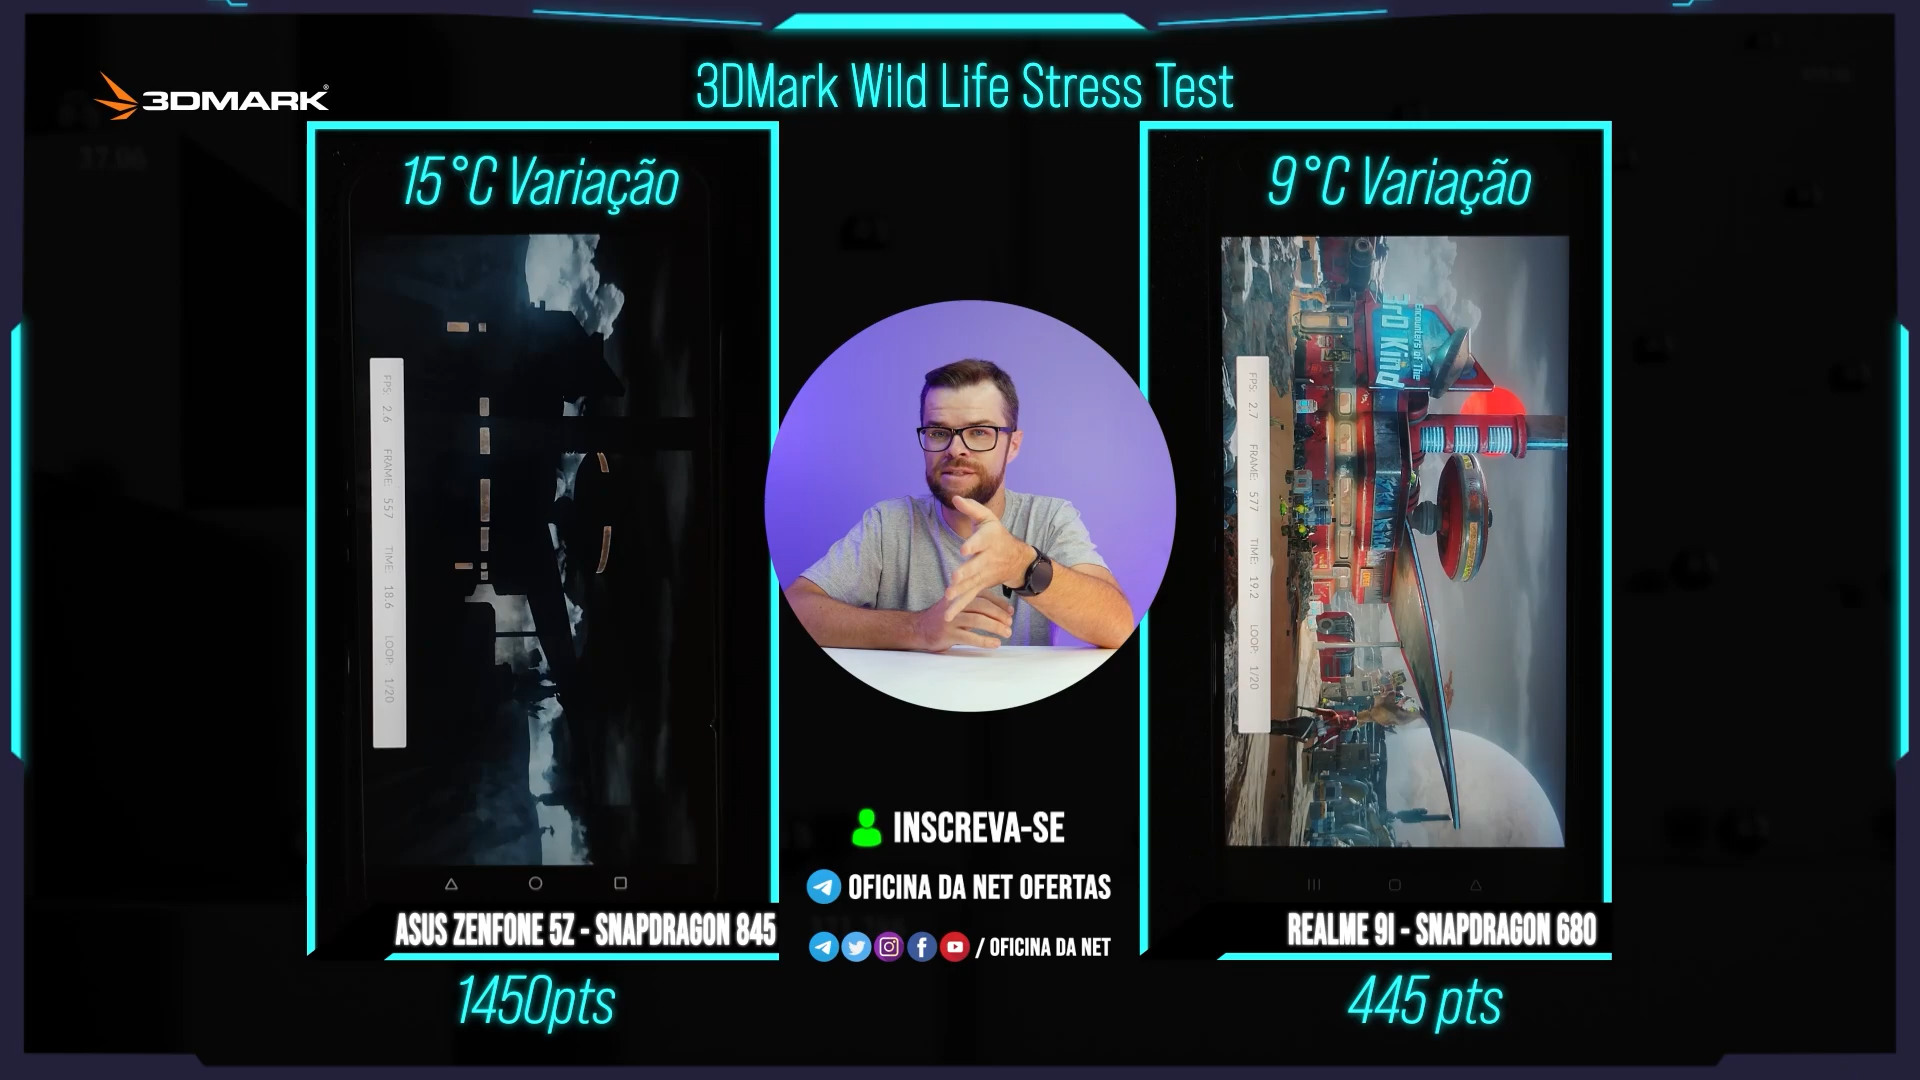 3DMark Wild Life Stress Test
3DMARK®
15°C Variação
9°C Variação
FPS: 2.6 FRAME: 557 TIME: 18.6 LOOP: 1/20
FPS: 2.7 FRAME: 577 TIME: 19.2 LOOP: 1/20
Encounters of The
3rD Kind
INSCREVA-SE
OFICINA DA NET OFERTAS
/ OFICINA DA NET
ASUS ZENFONE 5Z - SNAPDRAGON 845
REALME 9I - SNAPDRAGON 680
1450pts
445 pts